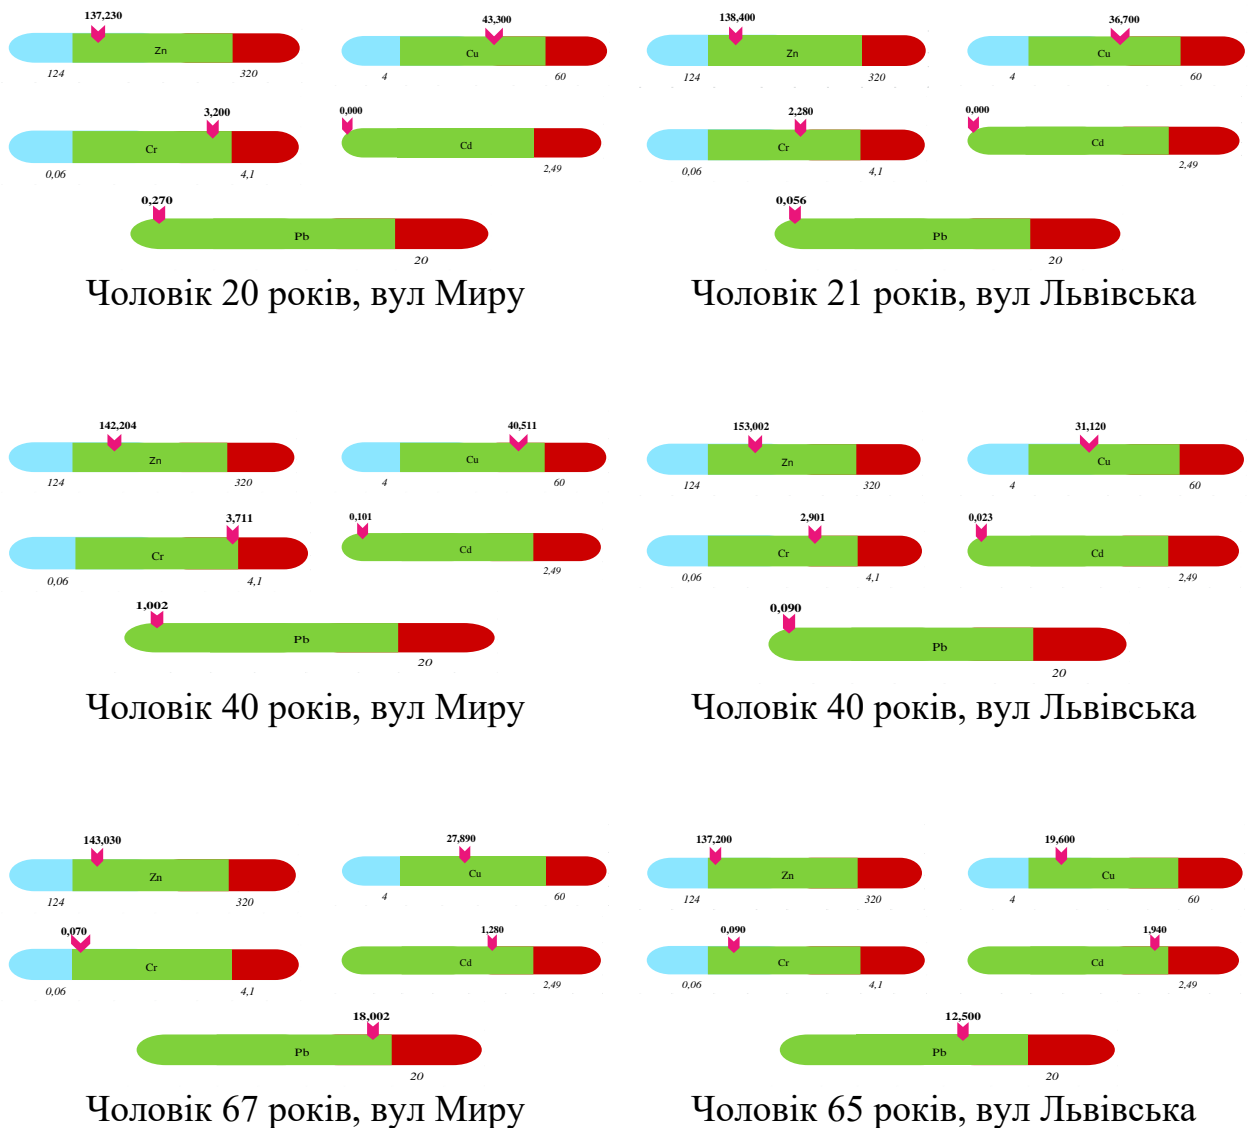 137,230 43,300 138,400 36,700
Zn Cu Zn Cu
124 320 4 60 124 320 4 60
3,200 0,000 2,280 0,000
Cr Cd Cr Cd
0,06 4,1 2,49 0,06 4,1 2,49
0,270 0,056
Pb Pb
20 20
Чоловік 20 років, вул Миру Чоловік 21 років, вул Львівська
142,204 40,511 153,002 31,120
Zn Cu Zn Cu
124 320 4 60 124 320 4 60
3,711 0,101 2,901 0,023
Cr Cd Cr Cd
0,06 4,1 2,49 0,06 4,1 2,49
1,002 0,090
Pb Pb
20 20
Чоловік 40 років, вул Миру Чоловік 40 років, вул Львівська
143,030 27,890 137,200 19,600
Zn Cu Zn Cu
124 320 4 60 124 320 4 60
0,070 1,280 0,090 1,940
Cr Cd Cr Cd
0,06 4,1 2,49 0,06 4,1 2,49
18,002 12,500
Pb Pb
20 20
Чоловік 67 років, вул Миру Чоловік 65 років, вул Львівська